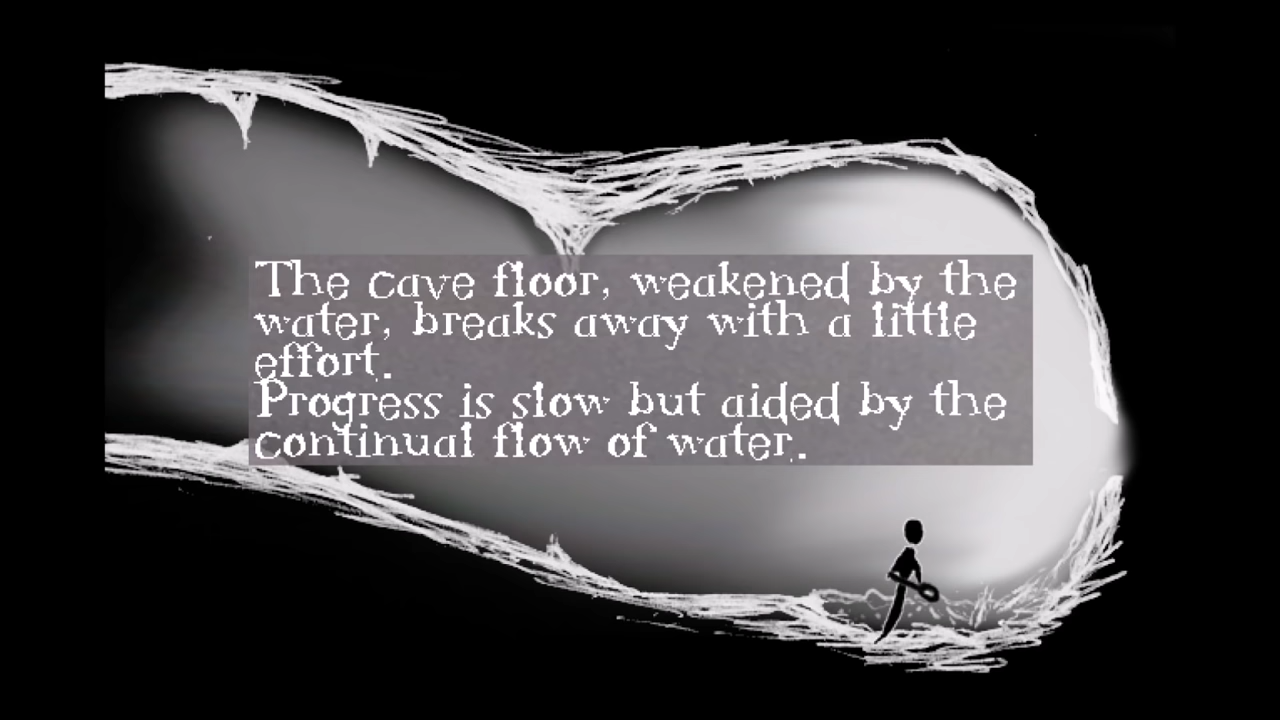 The cave floor, weakened by the
water, breaks away with a little
effort.
Progress is slow but aided by the
continual flow of water.